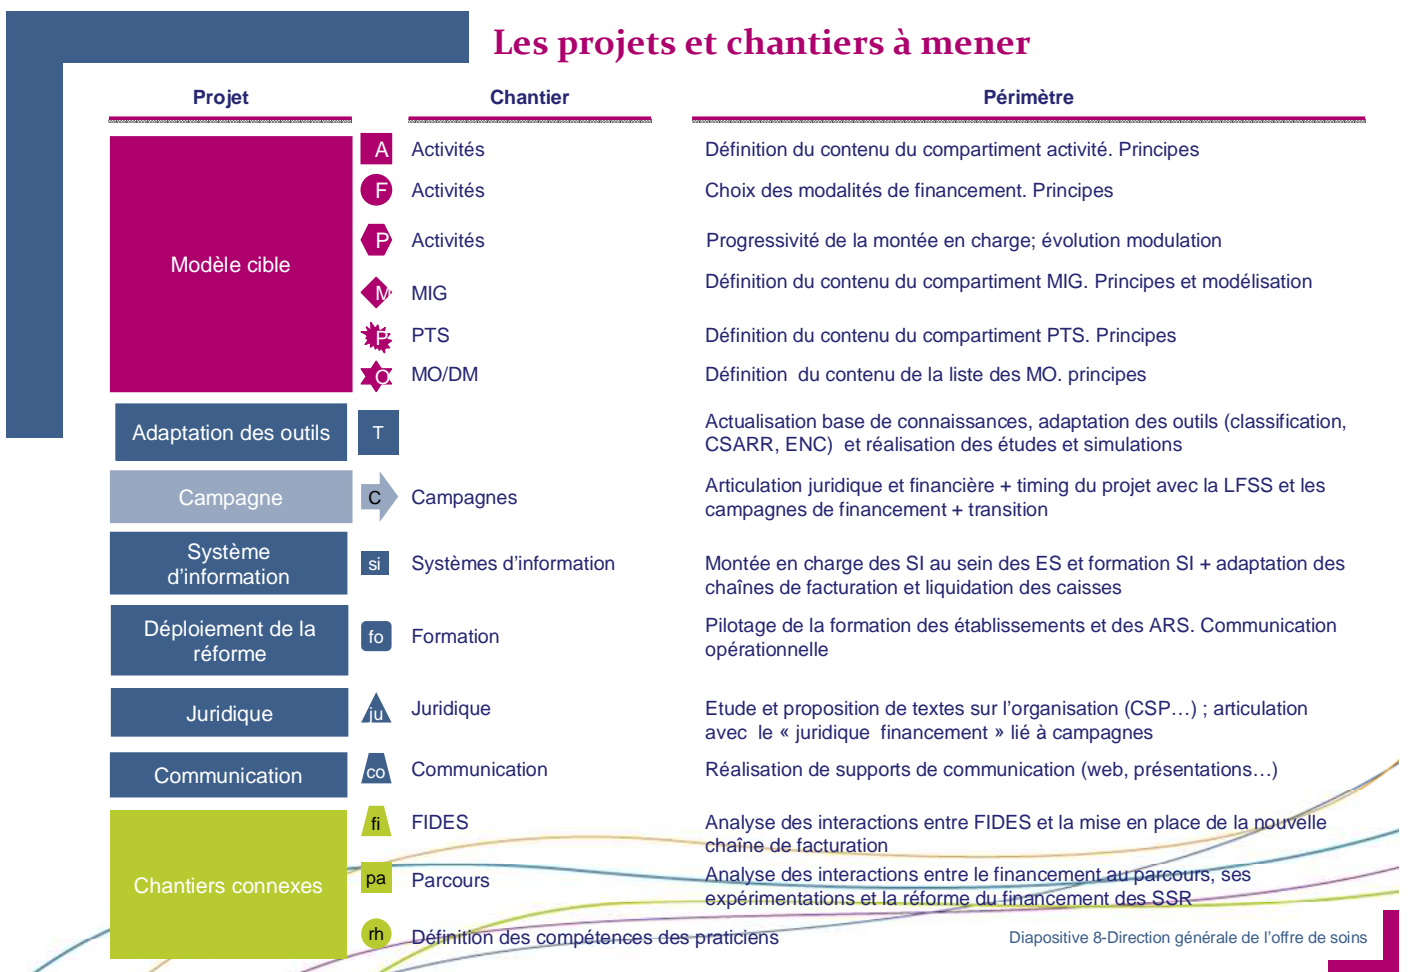 Les projets et chantiers à mener
Projet
Chantier
Périmètre
Modèle cible
A
Activités
Définition du contenu du compartiment activité. Principes
F
Activités
Choix des modalités de financement. Principes
P
Activités
Progressivité de la montée en charge; évolution modulation
M
MIG
Définition du contenu du compartiment MIG. Principes et modélisation
P
PTS
Définition du contenu du compartiment PTS. Principes
O
MO/DM
Définition  du contenu de la liste des MO. principes
Adaptation des outils
T
Actualisation base de connaissances, adaptation des outils (classification,
CSARR, ENC)  et réalisation des études et simulations
Campagne
C
Campagnes
Articulation juridique et financière + timing du projet avec la LFSS et les
campagnes de financement + transition
Système
d’information
si
Systèmes d’information
Montée en charge des SI au sein des ES et formation SI + adaptation des
chaînes de facturation et liquidation des caisses
Déploiement de la
réforme
fo
Formation
Pilotage de la formation des établissements et des ARS. Communication
opérationnelle
Juridique
ju
Juridique
Etude et proposition de textes sur l’organisation (CSP…) ; articulation
avec  le « juridique  financement » lié à campagnes
Communication
co
Communication
Réalisation de supports de communication (web, présentations…)
Chantiers connexes
fi
FIDES
Analyse des interactions entre FIDES et la mise en place de la nouvelle
chaîne de facturation
pa
Parcours
Analyse des interactions entre le financement au parcours, ses
expérimentations et la réforme du financement des SSR
rh
Définition des compétences des praticiens
Diapositive 8-Direction générale de l’offre de soins